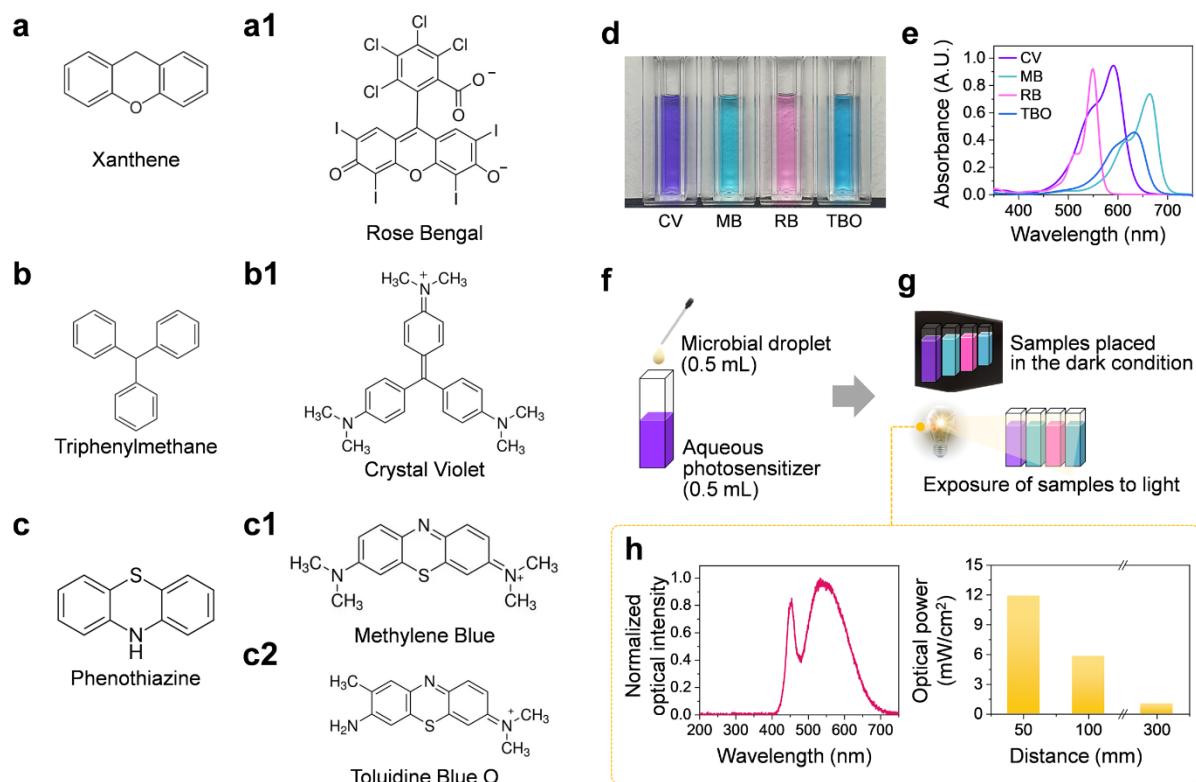 a
Xanthene
a1
Cl
Cl
Cl
Cl
O⁻
O
I
I
O
O
O⁻
I
I
Rose Bengal
b
Triphenylmethane
b1
H₃C
N⁺
CH₃
H₃C
N
CH₃
N
CH₃
CH₃
Crystal Violet
c
S
N
H
Phenothiazine
c1
N
H₃C
N
S
N⁺
CH₃
CH₃
CH₃
Methylene Blue
c2
H₃C
N
H₂N
S
N⁺
CH₃
CH₃
Toluidine Blue O
d
CV MB RB TBO
e
Absorbance (A.U.)
1.0
0.8
0.6
0.4
0.2
0.0
CV
MB
RB
TBO
400 500 600 700
Wavelength (nm)
f
Microbial droplet
(0.5 mL)
Aqueous
photosensitizer
(0.5 mL)
g
Samples placed
in the dark condition
Exposure of samples to light
h
Normalized
optical intensity
1.0
0.8
0.6
0.4
0.2
0.0
200 300 400 500 600 700
Wavelength (nm)
Optical power
(mW/cm²)
15
12
9
6
3
0
50 100 300
Distance (mm)